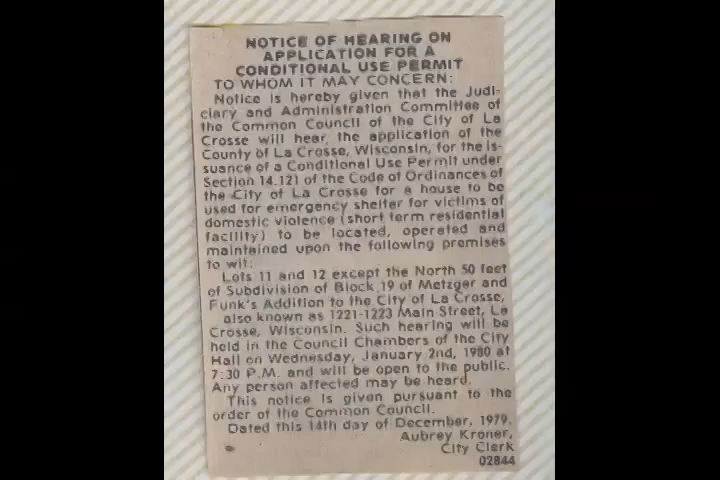 NOTICE OF HEARING ON
APPLICATION FOR A
CONDITIONAL USE PERMIT
TO WHOM IT MAY CONCERN:
Notice is hereby given that the Judi-
ciary and Administration Committee of
the Common Council of the City of La
Crosse will hear, the application of the
County of La Crosse, Wisconsin, for the is-
suance of a Conditional Use Permit under
Section 14.121 of the Code of Ordinances of
the City of La Crosse for a house to be
used for emergency shelter for victims of
domestic violence (short term residential
facility) to be located, operated and
maintained upon the following premises
to wit:
Lots 11 and 12 except the North 50 feet
of Subdivision of Block 19 of Metzger and
Funk's Addition to the City of La Crosse,
also known as 1221-1223 Main Street, La
Crosse, Wisconsin. Such hearing will be
held in the Council Chambers of the City
Hall on Wednesday, January 2nd, 1980 at
7:30 P.M. and will be open to the public.
Any person affected may be heard.
This notice is given pursuant to the
order of the Common Council.
Dated this 14th day of December, 1979.
Aubrey Kroner,
City Clerk
02844